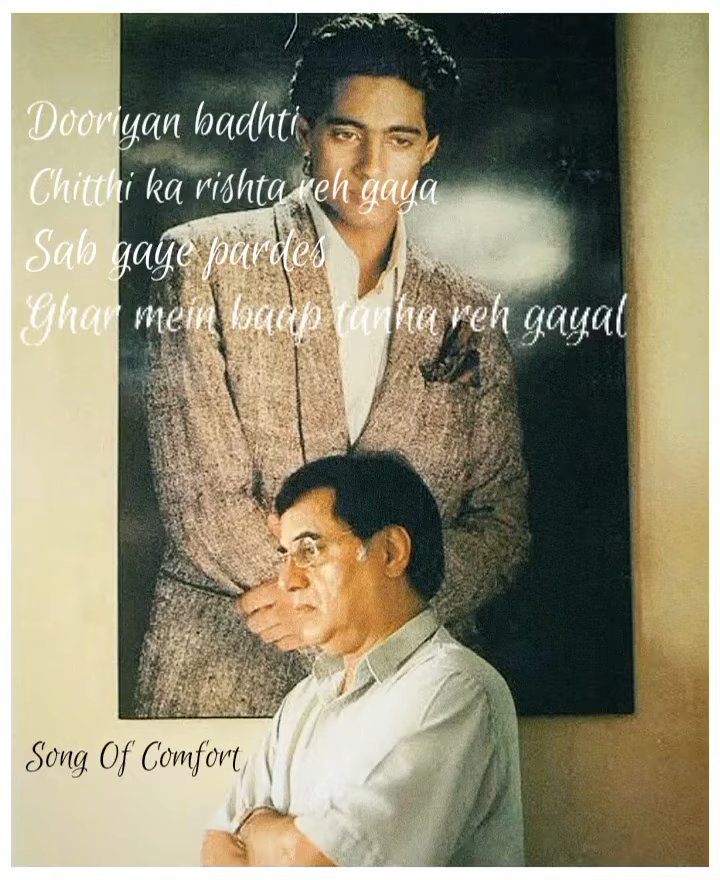 Dooriyan badhti
Chitthi ka rishta reh gaya
Sab gaye pardes
Ghar mein baap tanha reh gayal
Song Of Comfort